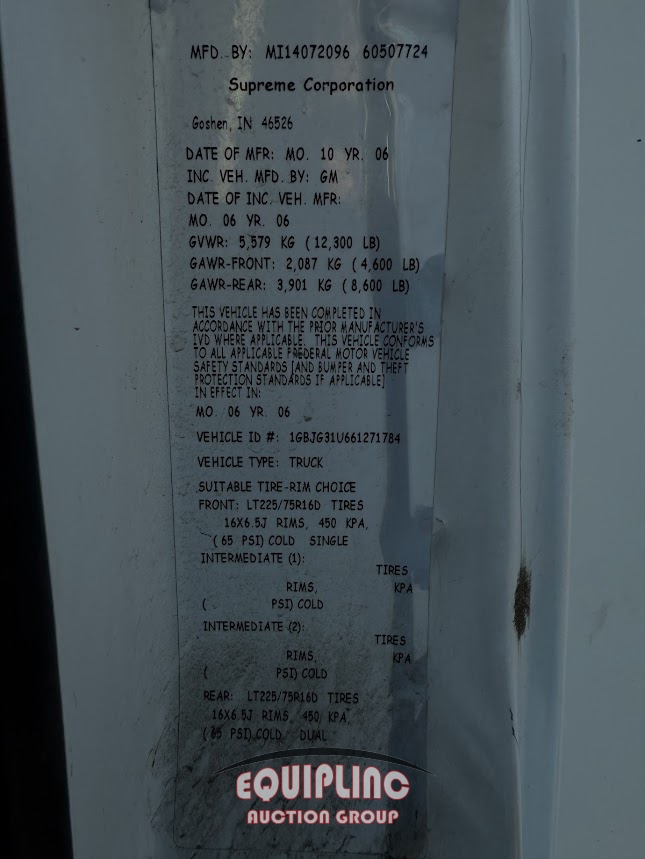 MFD. BY: MI14072096 60507724
Supreme Corporation
Goshen, IN 46526
DATE OF MFR: MO. 10 YR. 06
INC. VEH. MFD. BY: GM
DATE OF INC. VEH. MFR:
MO. 06 YR. 06
GVWR: 5,579 KG (12,300 LB)
GAWR-FRONT: 2,087 KG (4,600 LB)
GAWR-REAR: 3,901 KG (8,600 LB)
THIS VEHICLE HAS BEEN COMPLETED IN
ACCORDANCE WITH THE PRIOR MANUFACTURER'S
IVD WHERE APPLICABLE. THIS VEHICLE CONFORMS
TO ALL APPLICABLE FREDERAL MOTOR VEHICLE
SAFETY STANDARDS [AND BUMPER AND THEFT
PROTECTION STANDARDS IF APPLICABLE]
IN EFFECT IN:
MO. 06 YR. 06
VEHICLE ID #: 1GBJG31U661271784
VEHICLE TYPE: TRUCK
SUITABLE TIRE-RIM CHOICE
FRONT: LT225/75R16D TIRES
16X6.5J RIMS, 450 KPA,
(65 PSI) COLD SINGLE
INTERMEDIATE (1):
TIRES
RIMS, KPA
( PSI) COLD
INTERMEDIATE (2):
TIRES
RIMS, KPA
( PSI) COLD
REAR: LT225/75R16D TIRES
16X6.5J RIMS, 450 KPA,
(65 PSI) COLD DUAL
EQUIPLINC
AUCTION GROUP